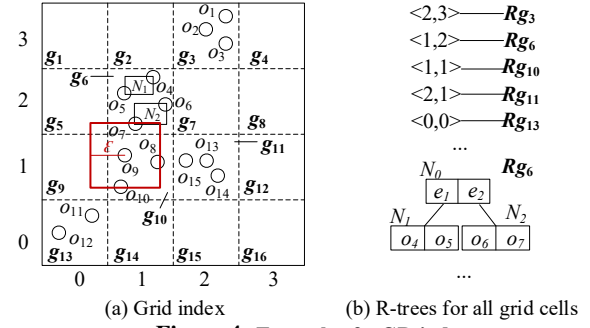 3
2
1
0
0 1 2 3
g1 g2 g3 g4
g5 g6 g7 g8
g9 g10 g11 g12
g13 g14 g15 g16
o1
o2
o3
o4
o5
N1
o6
N2
o7
o8
ε
o9
o10
o11
o12
o13
o15
o14
(a) Grid index
<2,3> Rg3
<1,2> Rg6
<1,1> Rg10
<2,1> Rg11
<0,0> Rg13
...
N0 Rg6
e1 e2
N1 N2
o4 o5 o6 o7
...
(b) R-trees for all grid cells